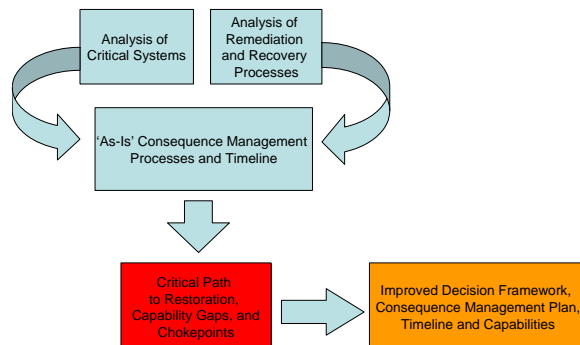 Analysis of
Critical Systems
Analysis of
Remediation
and Recovery
Processes
'As-Is' Consequence Management
Processes and Timeline
Critical Path
to Restoration,
Capability Gaps, and
Chokepoints
Improved Decision Framework,
Consequence Management Plan,
Timeline and Capabilities